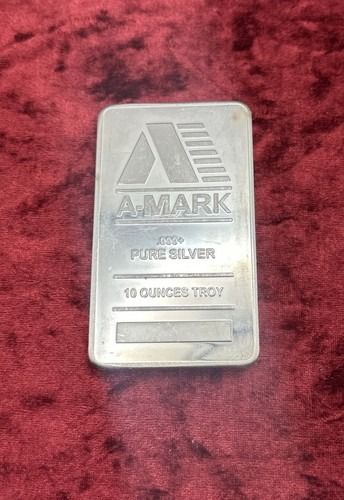 A-MARK
.999+
PURE SILVER
10 OUNCES TROY